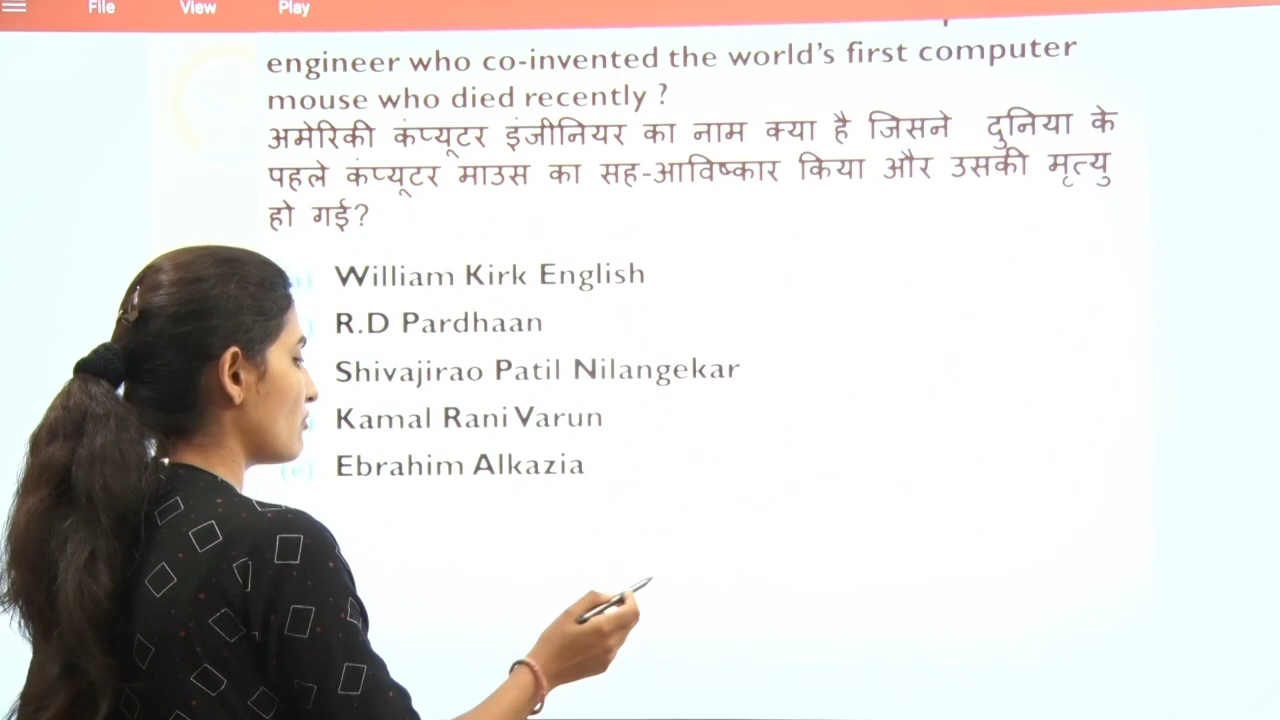 File View Play
engineer who co-invented the world's first computer
mouse who died recently ?
अमेरिकी कंप्यूटर इंजीनियर का नाम क्या है जिसने दुनिया के
पहले कंप्यूटर माउस का सह-आविष्कार किया और उसकी मृत्यु
हो गई?
William Kirk English
R.D Pardhaan
Shivajirao Patil Nilangekar
Kamal Rani Varun
(e) Ebrahim Alkazia